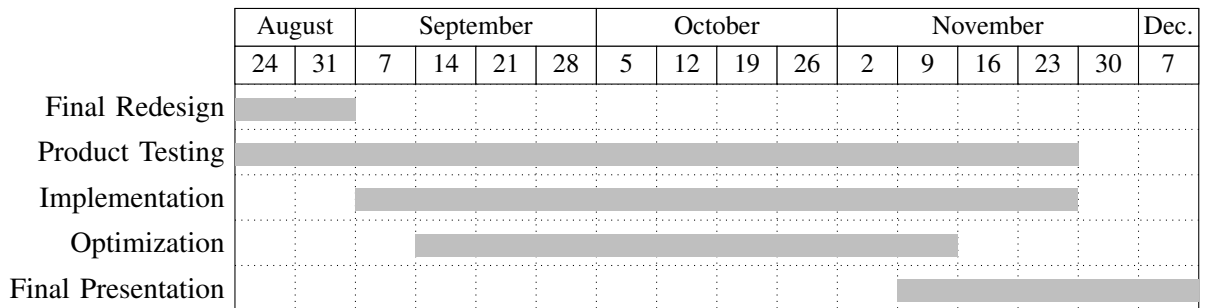 August September October November Dec.
24 31 7 14 21 28 5 12 19 26 2 9 16 23 30 7
Final Redesign
Product Testing
Implementation
Optimization
Final Presentation